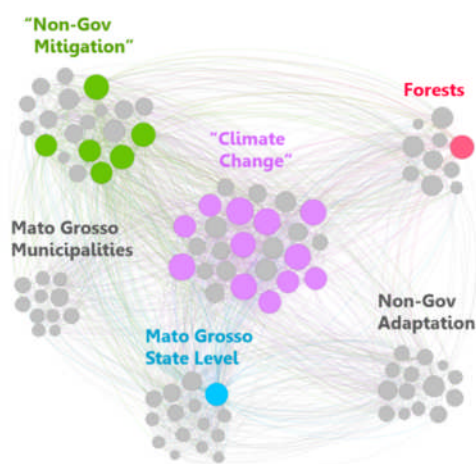 “Non-Gov
Mitigation”
Forests
“Climate
Change”
Mato Grosso
Municipalities
Non-Gov
Adaptation
Mato Grosso
State Level